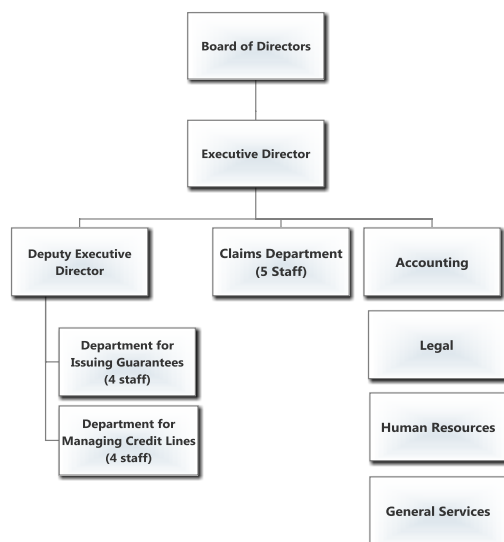 Board of Directors
Executive Director
Deputy Executive
Director
Claims Department
(5 Staff)
Accounting
Department for
Issuing Guarantees
(4 staff)
Legal
Department for
Managing Credit Lines
(4 staff)
Human Resources
General Services